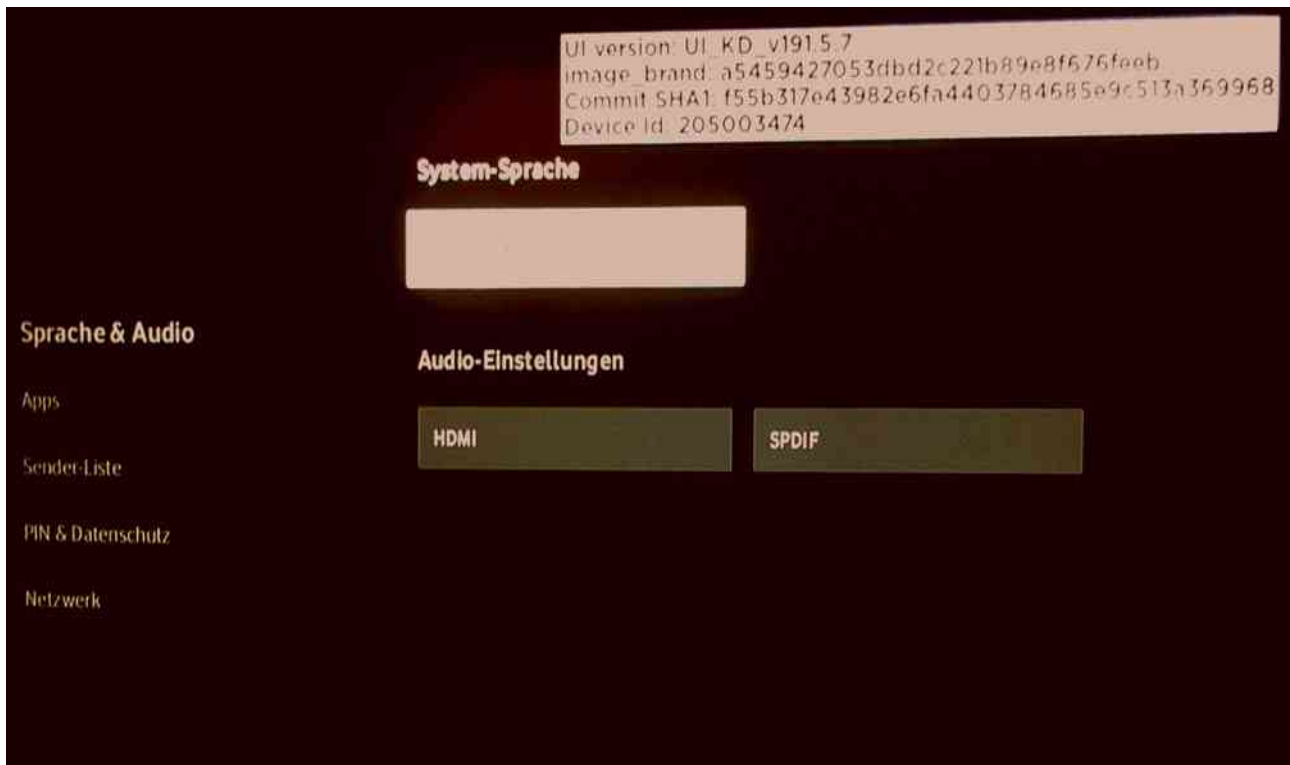 UI version: UI_KD_v191.5.7
image_brand: a5459427053dbd2c221b89e8f676feeb
Commit SHA1: f55b317e43982e6fa4403784685e9c513a369968
Device Id: 205003474
System-Sprache
Sprache & Audio
Audio-Einstellungen
Apps
HDMI
SPDIF
Sender-Liste
PIN & Datenschutz
Netzwerk